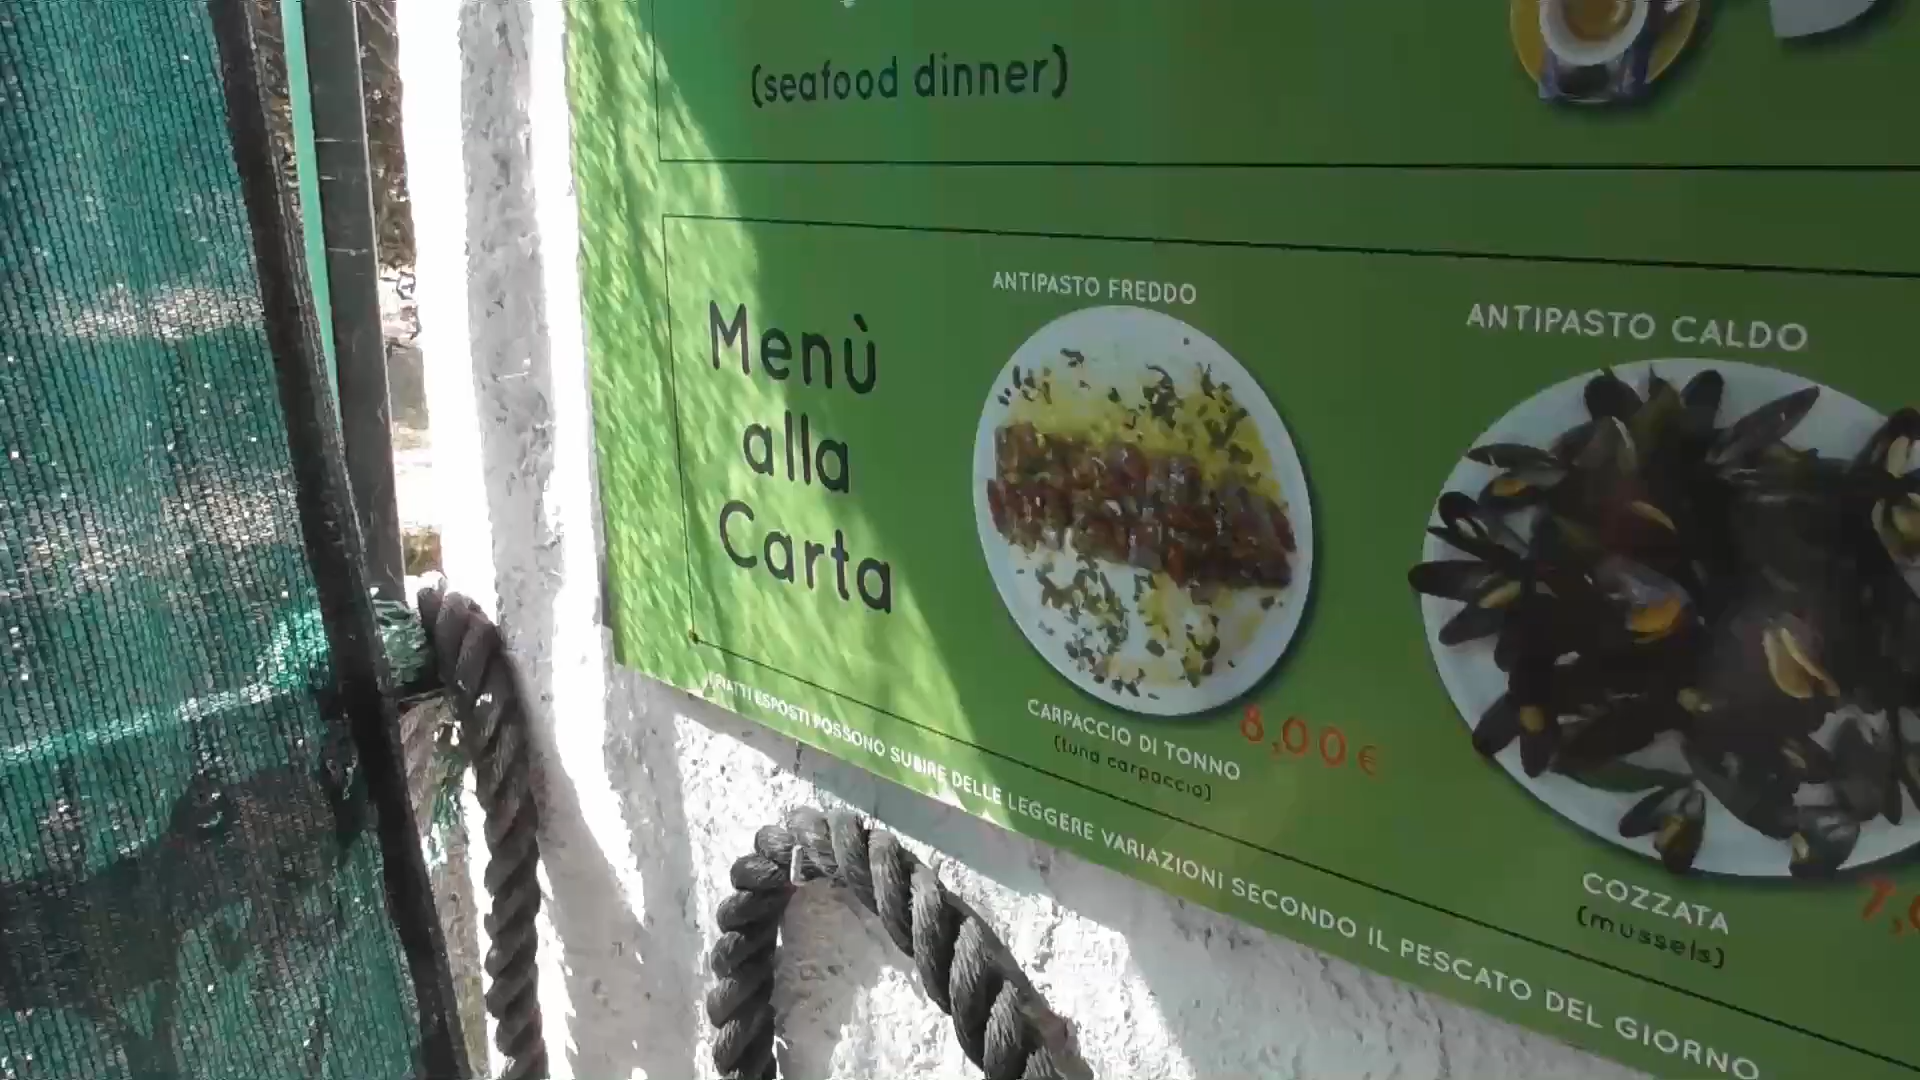 (seafood dinner)
Menù
alla
Carta
ANTIPASTO FREDDO
CARPACCIO DI TONNO
(tuna carpaccio)
8,00€
ANTIPASTO CALDO
COZZATA
(mussels)
I PIATTI ESPOSTI POSSONO SUBIRE DELLE LEGGERE VARIAZIONI SECONDO IL PESCATO DEL GIORNO